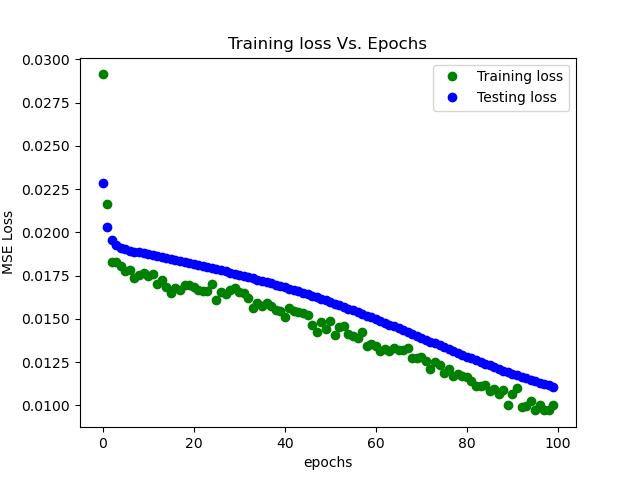 Training loss Vs. Epochs
Training loss
Testing loss
0.0300
0.0275
0.0250
0.0225
0.0200
0.0175
0.0150
0.0125
0.0100
MSE Loss
0 20 40 60 80 100
epochs